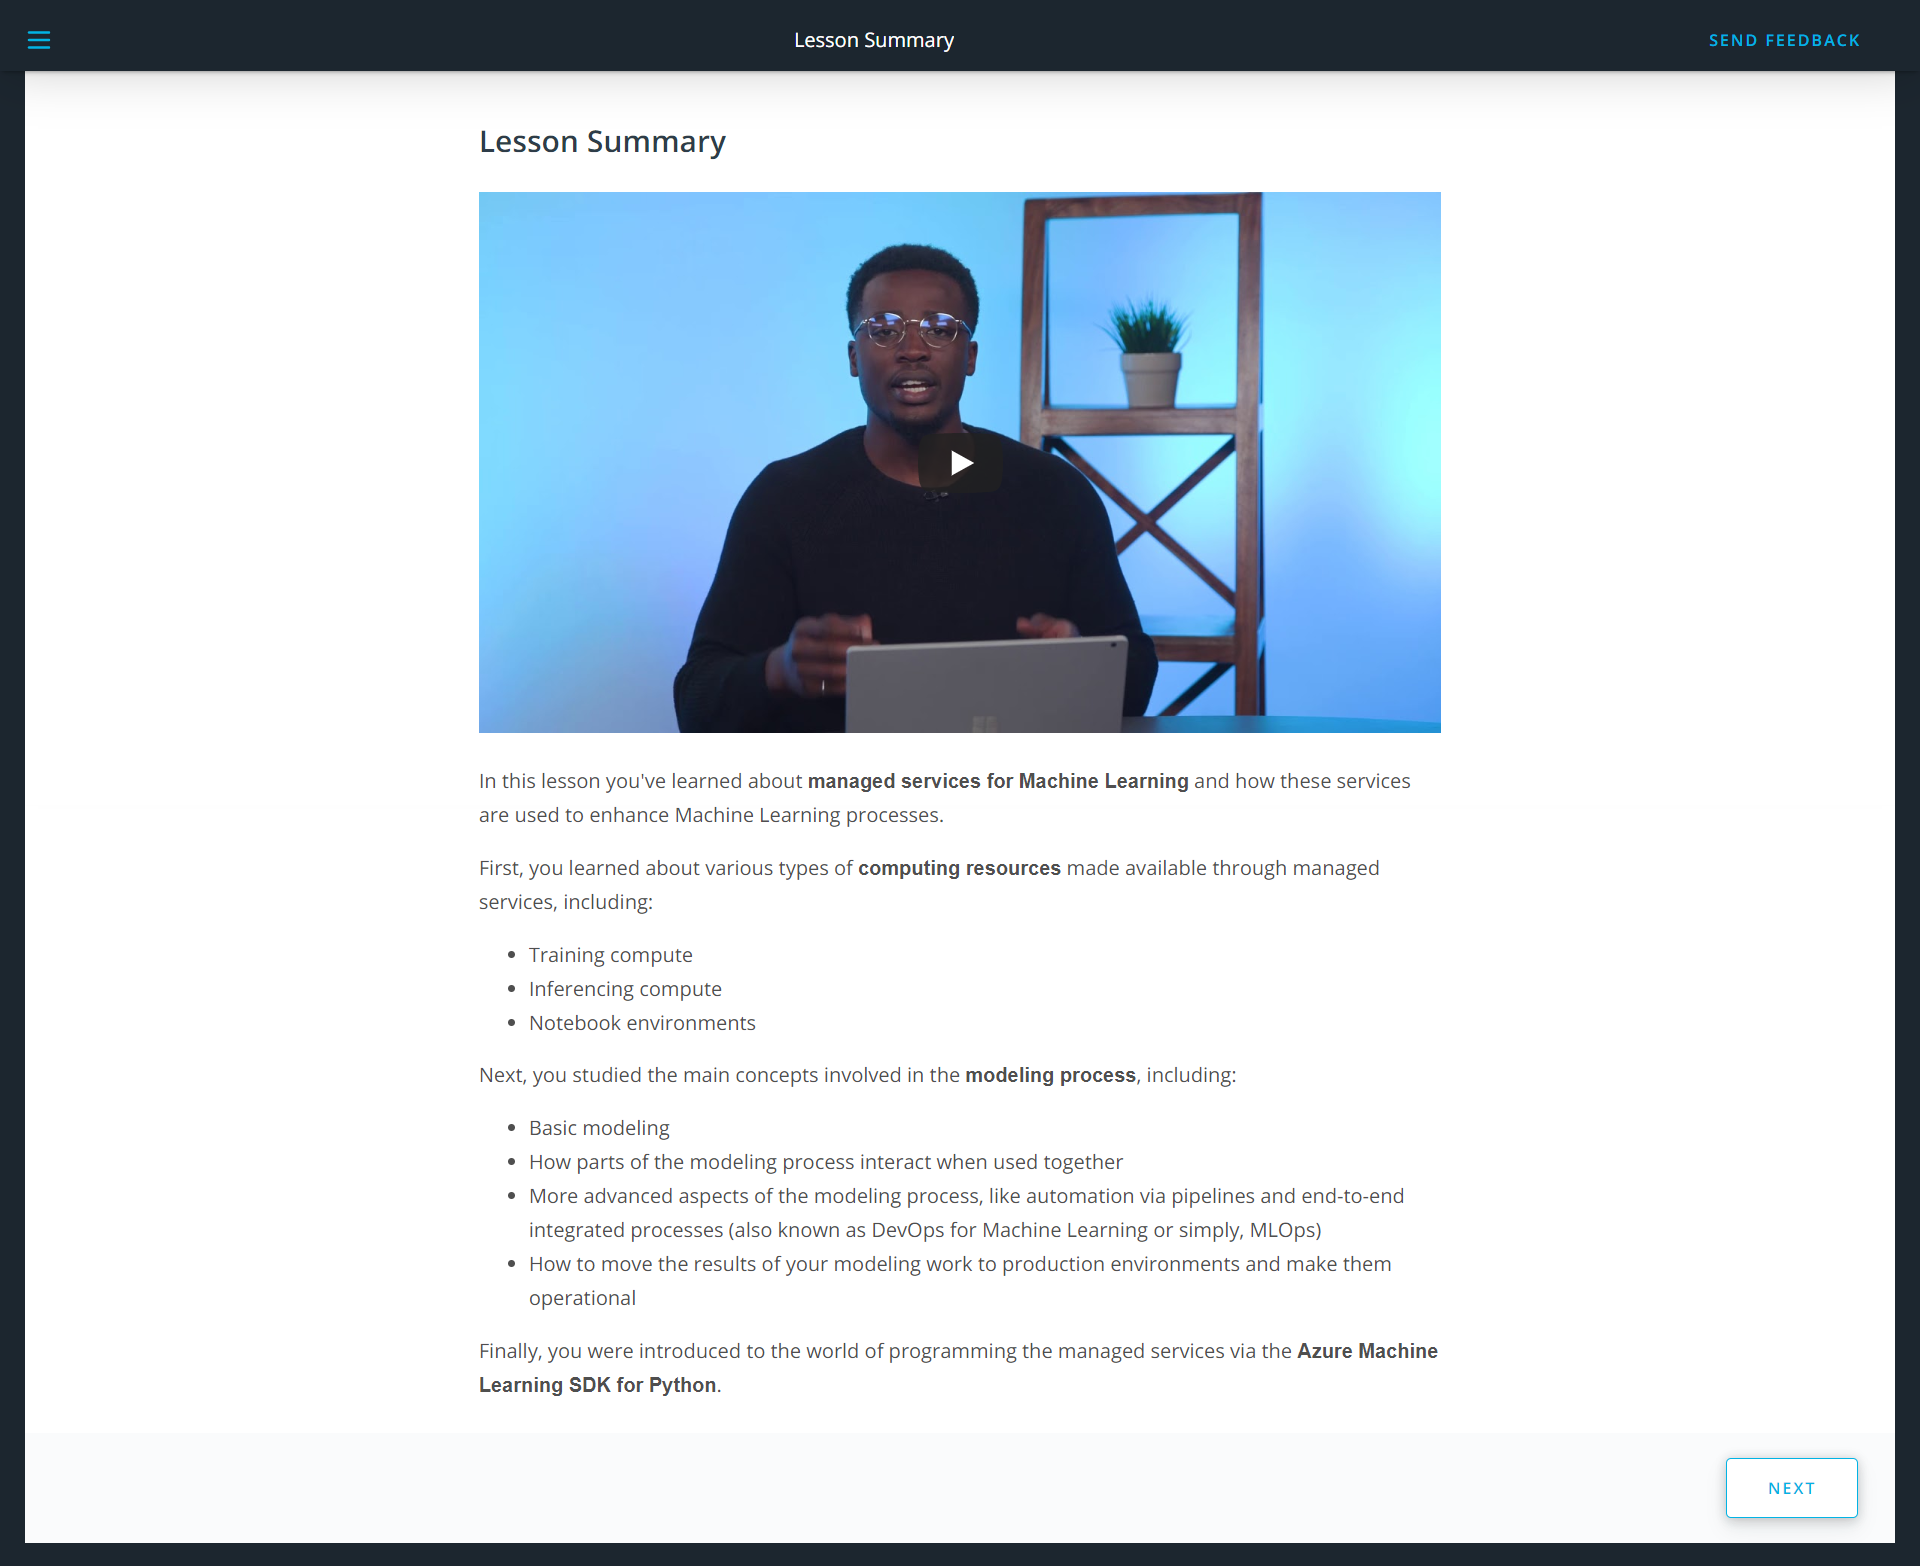 Lesson Summary
SEND FEEDBACK
Lesson Summary
In this lesson you've learned about managed services for Machine Learning and how these services
are used to enhance Machine Learning processes.
First, you learned about various types of computing resources made available through managed
services, including:
Training compute
Inferencing compute
Notebook environments
Next, you studied the main concepts involved in the modeling process, including:
Basic modeling
How parts of the modeling process interact when used together
More advanced aspects of the modeling process, like automation via pipelines and end-to-end
integrated processes (also known as DevOps for Machine Learning or simply, MLOps)
How to move the results of your modeling work to production environments and make them
operational
Finally, you were introduced to the world of programming the managed services via the Azure Machine
Learning SDK for Python.
NEXT